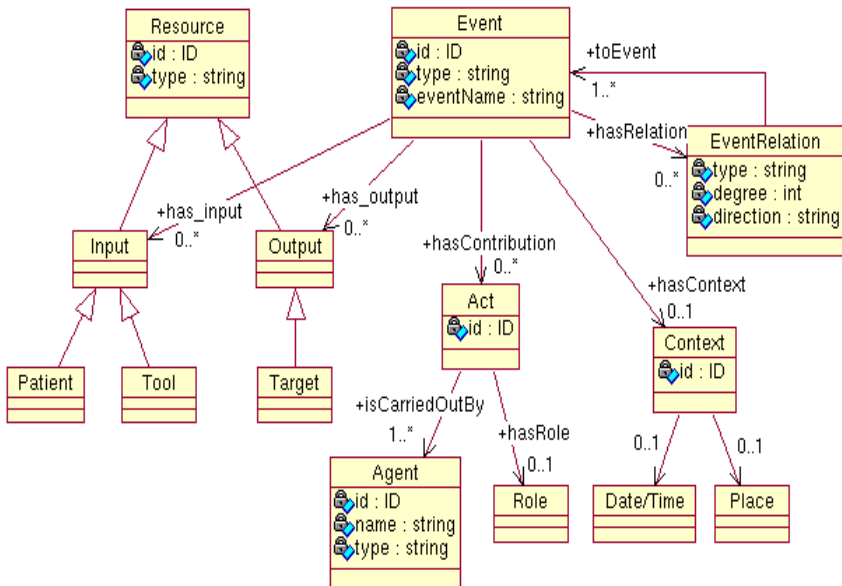 Resource
id : ID
type : string
Event
id : ID
type : string
eventName : string
+toEvent
1..*
+hasRelation
0..*
EventRelation
type : string
degree : int
direction : string
+has_input
0..*
+has_output
0..*
Input
Output
+hasContribution
0..*
+hasContext
0..1
Act
id : ID
Context
id : ID
Patient
Tool
Target
+isCarriedOutBy
1..*
+hasRole
0..1
0..1
0..1
Agent
id : ID
name : string
type : string
Role
Date/Time
Place